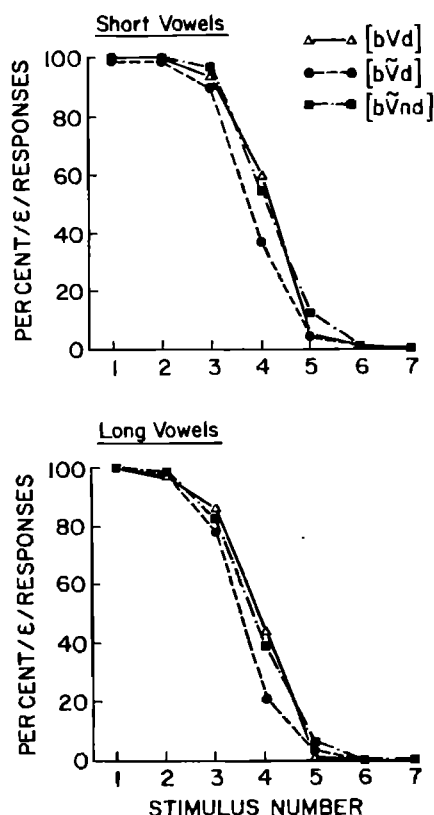 Short Vowels
[bVd]
[bṼd]
[bṼnd]
PERCENT/ε/RESPONSES
100
80
60
40
20
0
1 2 3 4 5 6 7
Long Vowels
PERCENT/ε/RESPONSES
100
80
60
40
20
0
1 2 3 4 5 6 7
STIMULUS NUMBER